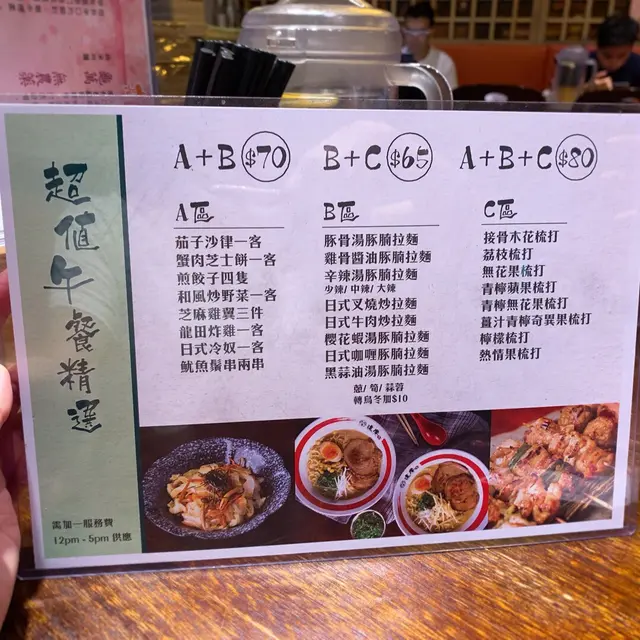 超值午餐精選
A+B $70
B+C $65
A+B+C $80
A區
茄子沙律一客
蟹肉芝士餅一客
煎餃子四隻
和風炒野菜一客
芝麻雞翼三件
龍田炸雞一客
日式冷奴一客
魷魚鬚串兩串
B區
豚骨湯豚腩拉麵
雞骨醬油豚腩拉麵
辛辣湯豚腩拉麵
少辣/中辣/大辣
日式叉燒炒拉麵
日式牛肉炒拉麵
櫻花蝦湯豚腩拉麵
日式咖喱豚腩拉麵
黑蒜油湯豚腩拉麵
蔥/筍/蒜蓉
轉烏冬加$10
C區
接骨木花梳打
荔枝梳打
無花果梳打
青檸蘋果梳打
青檸無花果梳打
薑汁青檸奇異果梳打
檸檬梳打
熱情果梳打
需加一服務費
12pm - 5pm 供應